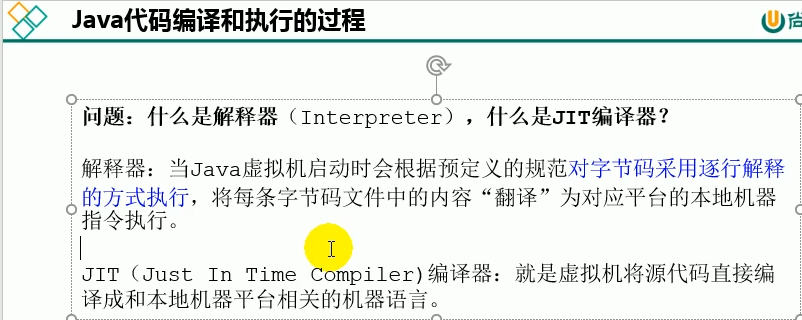 Java代码编译和执行的过程
尚
问题：什么是解释器（Interpreter），什么是JIT编译器？
解释器：当Java虚拟机启动时会根据预定义的规范对字节码采用逐行解释
的方式执行，将每条字节码文件中的内容“翻译”为对应平台的本地机器
指令执行。
JIT（Just In Time Compiler)编译器：就是虚拟机将源代码直接编
译成和本地机器平台相关的机器语言。